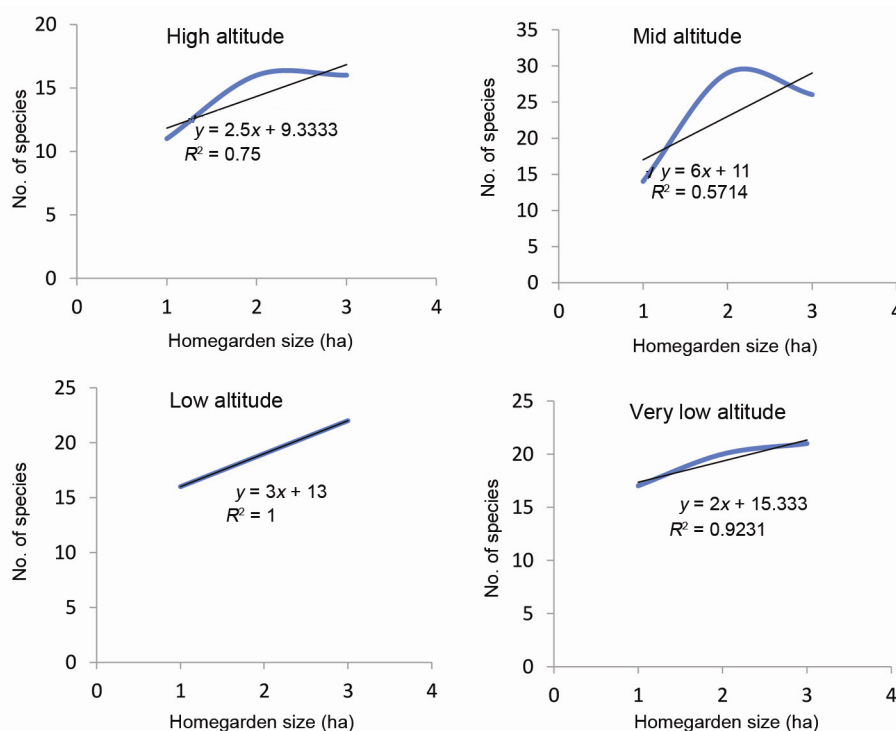 High altitude
No. of species
20
15
10
5
0
y = 2.5x + 9.3333
R² = 0.75
0 1 2 3 4
Homegarden size (ha)
Mid altitude
No. of species
35
30
25
20
15
10
5
0
y = 6x + 11
R² = 0.5714
0 1 2 3 4
Homegarden size (ha)
Low altitude
No. of species
25
20
15
10
5
0
y = 3x + 13
R² = 1
0 1 2 3 4
Homegarden size (ha)
Very low altitude
No. of species
25
20
15
10
5
0
y = 2x + 15.333
R² = 0.9231
0 1 2 3 4
Homegarden size (ha)